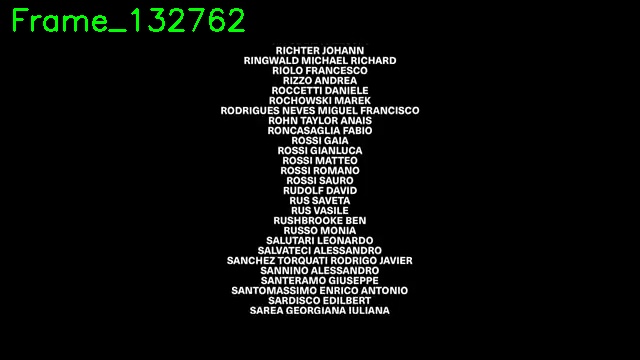 Frame_132762
RICHTER JOHANN
RINGWALD MICHAEL RICHARD
RIOLO FRANCESCO
RIZZO ANDREA
ROCCETTI DANIELE
ROCHOWSKI MAREK
RODRIGUES NEVES MIGUEL FRANCISCO
ROHN TAYLOR ANAIS
RONCASAGLIA FABIO
ROSSI GAIA
ROSSI GIANLUCA
ROSSI MATTEO
ROSSI ROMANO
ROSSI SAURO
RUDOLF DAVID
RUS SAVETA
RUS VASILE
RUSHBROOKE BEN
RUSSO MONIA
SALUTARI LEONARDO
SALVATECI ALESSANDRO
SANCHEZ TORQUATI RODRIGO JAVIER
SANNINO ALESSANDRO
SANTERAMO GIUSEPPE
SANTOMASSIMO ENRICO ANTONIO
SARDISCO EDILBERT
SAREA GEORGIANA IULIANA